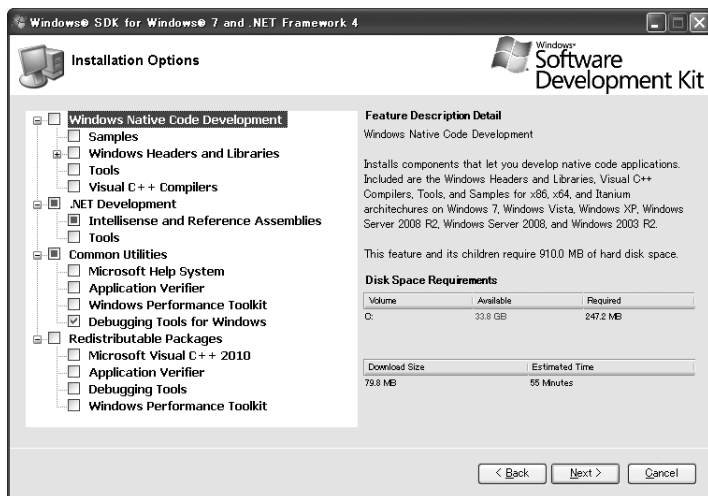 Windows® SDK for Windows® 7 and .NET Framework 4
Installation Options
Windows®
Software
Development Kit
Windows Native Code Development
Samples
Windows Headers and Libraries
Tools
Visual C++ Compilers
.NET Development
Intellisense and Reference Assemblies
Tools
Common Utilities
Microsoft Help System
Application Verifier
Windows Performance Toolkit
Debugging Tools for Windows
Redistributable Packages
Microsoft Visual C++ 2010
Application Verifier
Debugging Tools
Windows Performance Toolkit
Feature Description Detail
Windows Native Code Development
Installs components that let you develop native code applications.
Included are the Windows Headers and Libraries, Visual C++
Compilers, Tools, and Samples for x86, x64, and Itanium
architechures on Windows 7, Windows Vista, Windows XP, Windows
Server 2008 R2, Windows Server 2008, and Windows 2003 R2.
This feature and its children require 910.0 MB of hard disk space.
Disk Space Requirements
Volume Available Required
C: 33.8 GB 247.2 MB
Download Size Estimated Time
79.8 MB 55 Minutes
< Back Next > Cancel